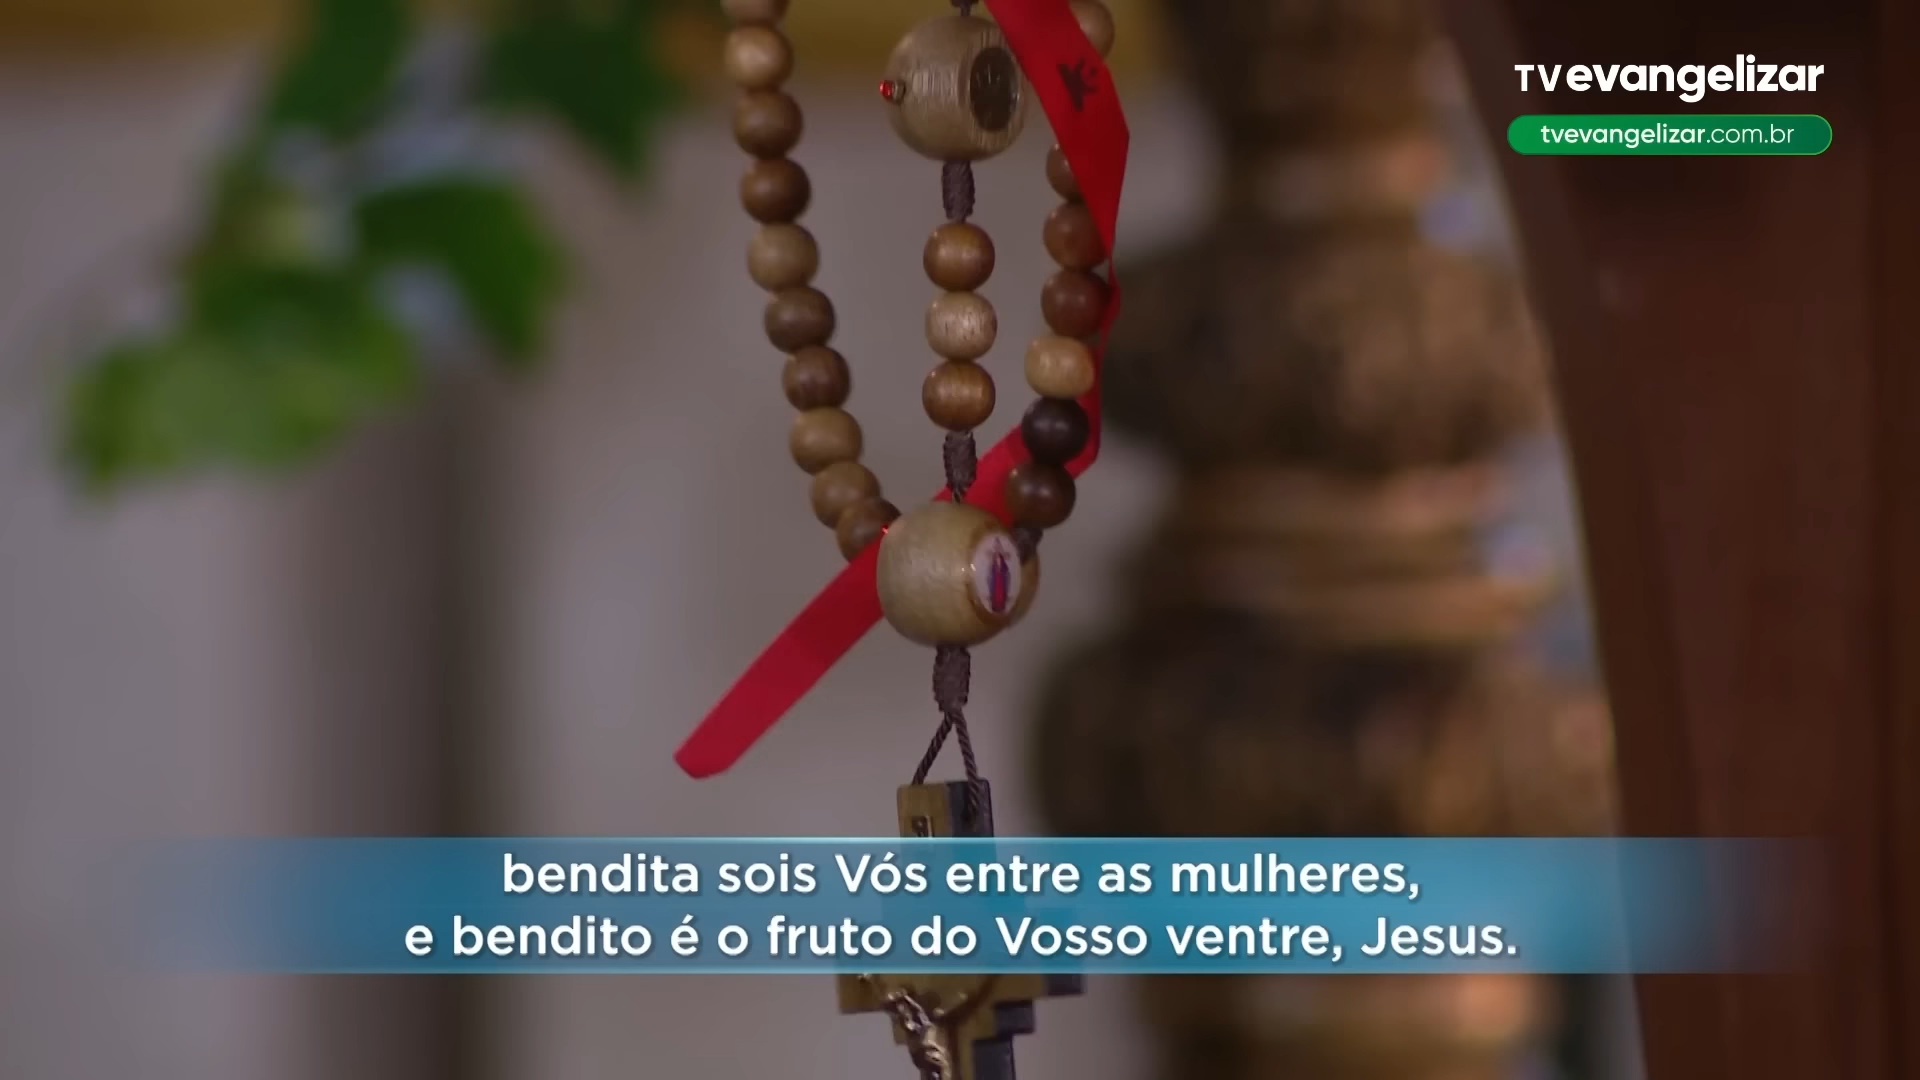 TVevangelizar
tvevangelizar.com.br
bendita sois Vós entre as mulheres,
e bendito é o fruto do Vosso ventre, Jesus.